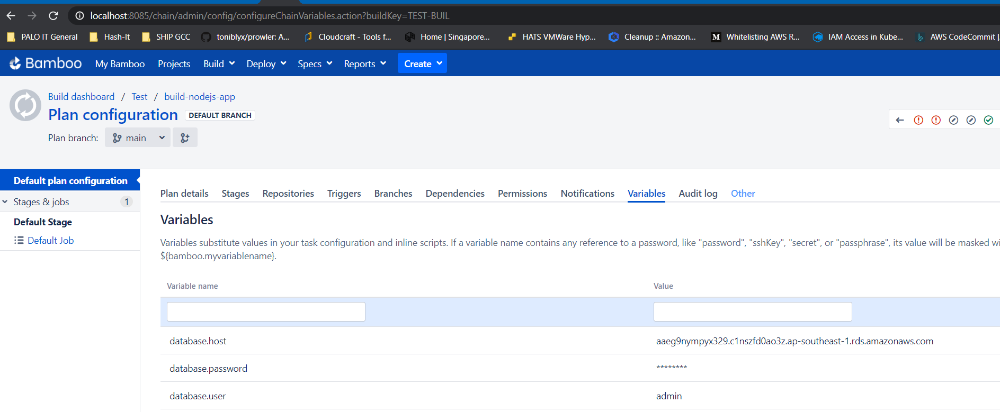 localhost:8085/chain/admin/config/configureChainVariables.action?buildKey=TEST-BUIL
PALO IT General Hash-It SHIP GCC toniblyx/prowler: A... Cloudcraft - Tools f... Home | Singapore... HATS VMWare Hyp... Cleanup :: Amazon... M Whitelisting AWS R... IAM Access in Kube... AWS CodeCommit |
Bamboo My Bamboo Projects Build Deploy Specs Reports Create
Build dashboard / Test / build-nodejs-app
Plan configuration DEFAULT BRANCH
Plan branch: main
Default plan configuration
Stages & jobs 1
Default Stage
Default Job
Plan details Stages Repositories Triggers Branches Dependencies Permissions Notifications Variables Audit log Other
Variables
Variables substitute values in your task configuration and inline scripts. If a variable name contains any reference to a password, like "password", "sshKey", "secret", or "passphrase", its value will be masked wi
${bamboo.myvariablename}.
Variable name Value
database.host aaeg9nympyx329.c1nszfd0ao3z.ap-southeast-1.rds.amazonaws.com
database.password ********
database.user admin